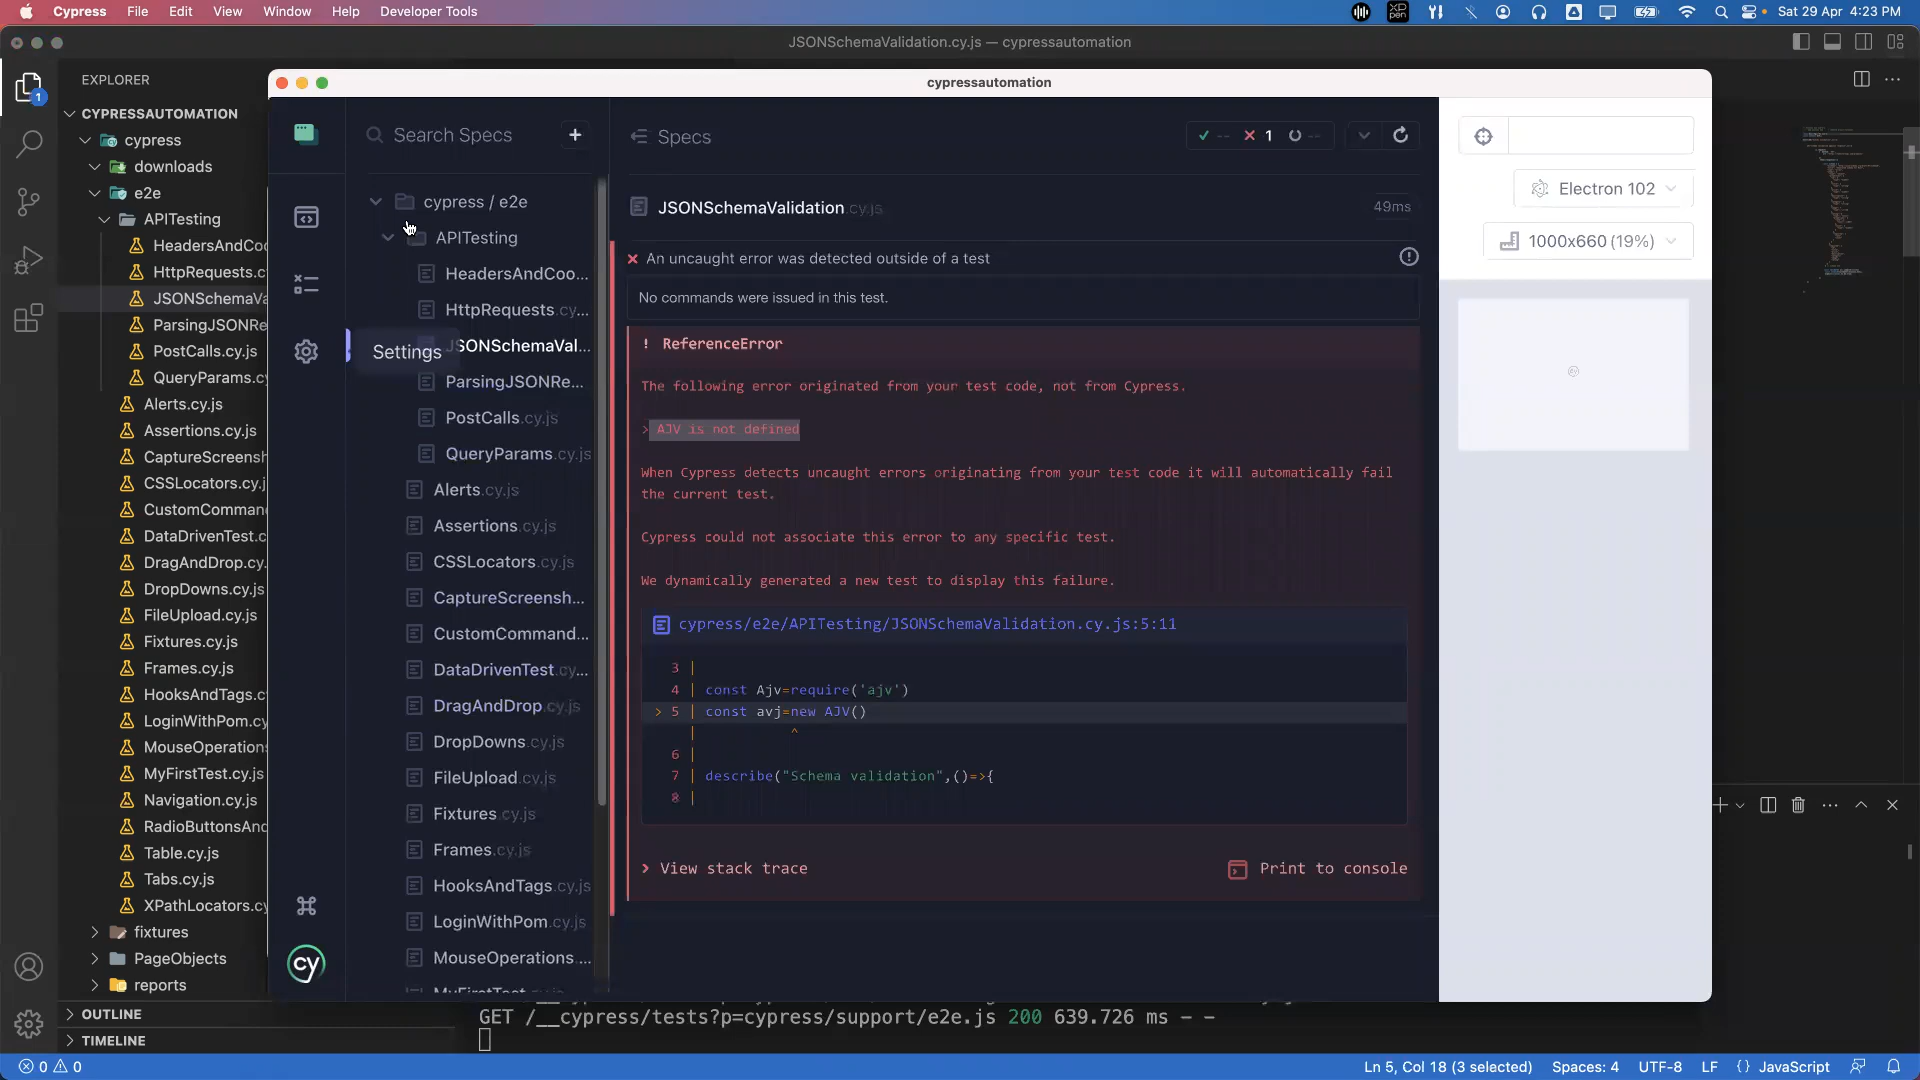 Cypress File Edit View Window Help Developer Tools
XP pen
Sat 29 Apr 4:23 PM
JSONSchemaValidation.cy.js — cypressautomation
EXPLORER
1
CYPRESSAUTOMATION
cypress
downloads
e2e
APITesting
HeadersAndCoo
HttpRequests.c
JSONSchemaVa
ParsingJSONRe
PostCalls.cy.js
QueryParams.cy
Alerts.cy.js
Assertions.cy.js
CaptureScreensh
CSSLocators.cy.j
CustomComman
DataDrivenTest.c
DragAndDrop.cy.
DropDowns.cy.js
FileUpload.cy.js
Fixtures.cy.js
Frames.cy.js
HooksAndTags.c
LoginWithPom.cy
MouseOperations
MyFirstTest.cy.js
Navigation.cy.js
RadioButtonsAnd
Table.cy.js
Tabs.cy.js
XPathLocators.cy
fixtures
PageObjects
reports
OUTLINE
TIMELINE
cypressautomation
Search Specs
+
cypress / e2e
APITesting
HeadersAndCoo...
HttpRequests.cy...
JSONSchemaVal...
Settings
ParsingJSONRe...
PostCalls.cy.js
QueryParams.cy.js
Alerts.cy.js
Assertions.cy.js
CSSLocators.cy.js
CaptureScreensh...
CustomCommand...
DataDrivenTest.cy...
DragAndDrop.cy.js
DropDowns.cy.js
FileUpload.cy.js
Fixtures.cy.js
Frames.cy.js
HooksAndTags.cy.js
LoginWithPom.cy.js
MouseOperations...
cy
Specs
-- 1 --
JSONSchemaValidation.cy.js
49ms
An uncaught error was detected outside of a test
No commands were issued in this test.
! ReferenceError
The following error originated from your test code, not from Cypress.
> AJV is not defined
When Cypress detects uncaught errors originating from your test code it will automatically fail
the current test.
Cypress could not associate this error to any specific test.
We dynamically generated a new test to display this failure.
cypress/e2e/APITesting/JSONSchemaValidation.cy.js:5:11
3 |
4 | const Ajv=require('ajv')
> 5 | const avj=new AJV()
| ^
6 |
7 | describe("Schema validation",()=>{
8 |
> View stack trace
Print to console
Electron 102
1000x660 (19%)
GET /__cypress/tests?p=cypress/support/e2e.js 200 639.726 ms - -
0 0
Ln 5, Col 18 (3 selected)
Spaces: 4
UTF-8
LF
{} JavaScript